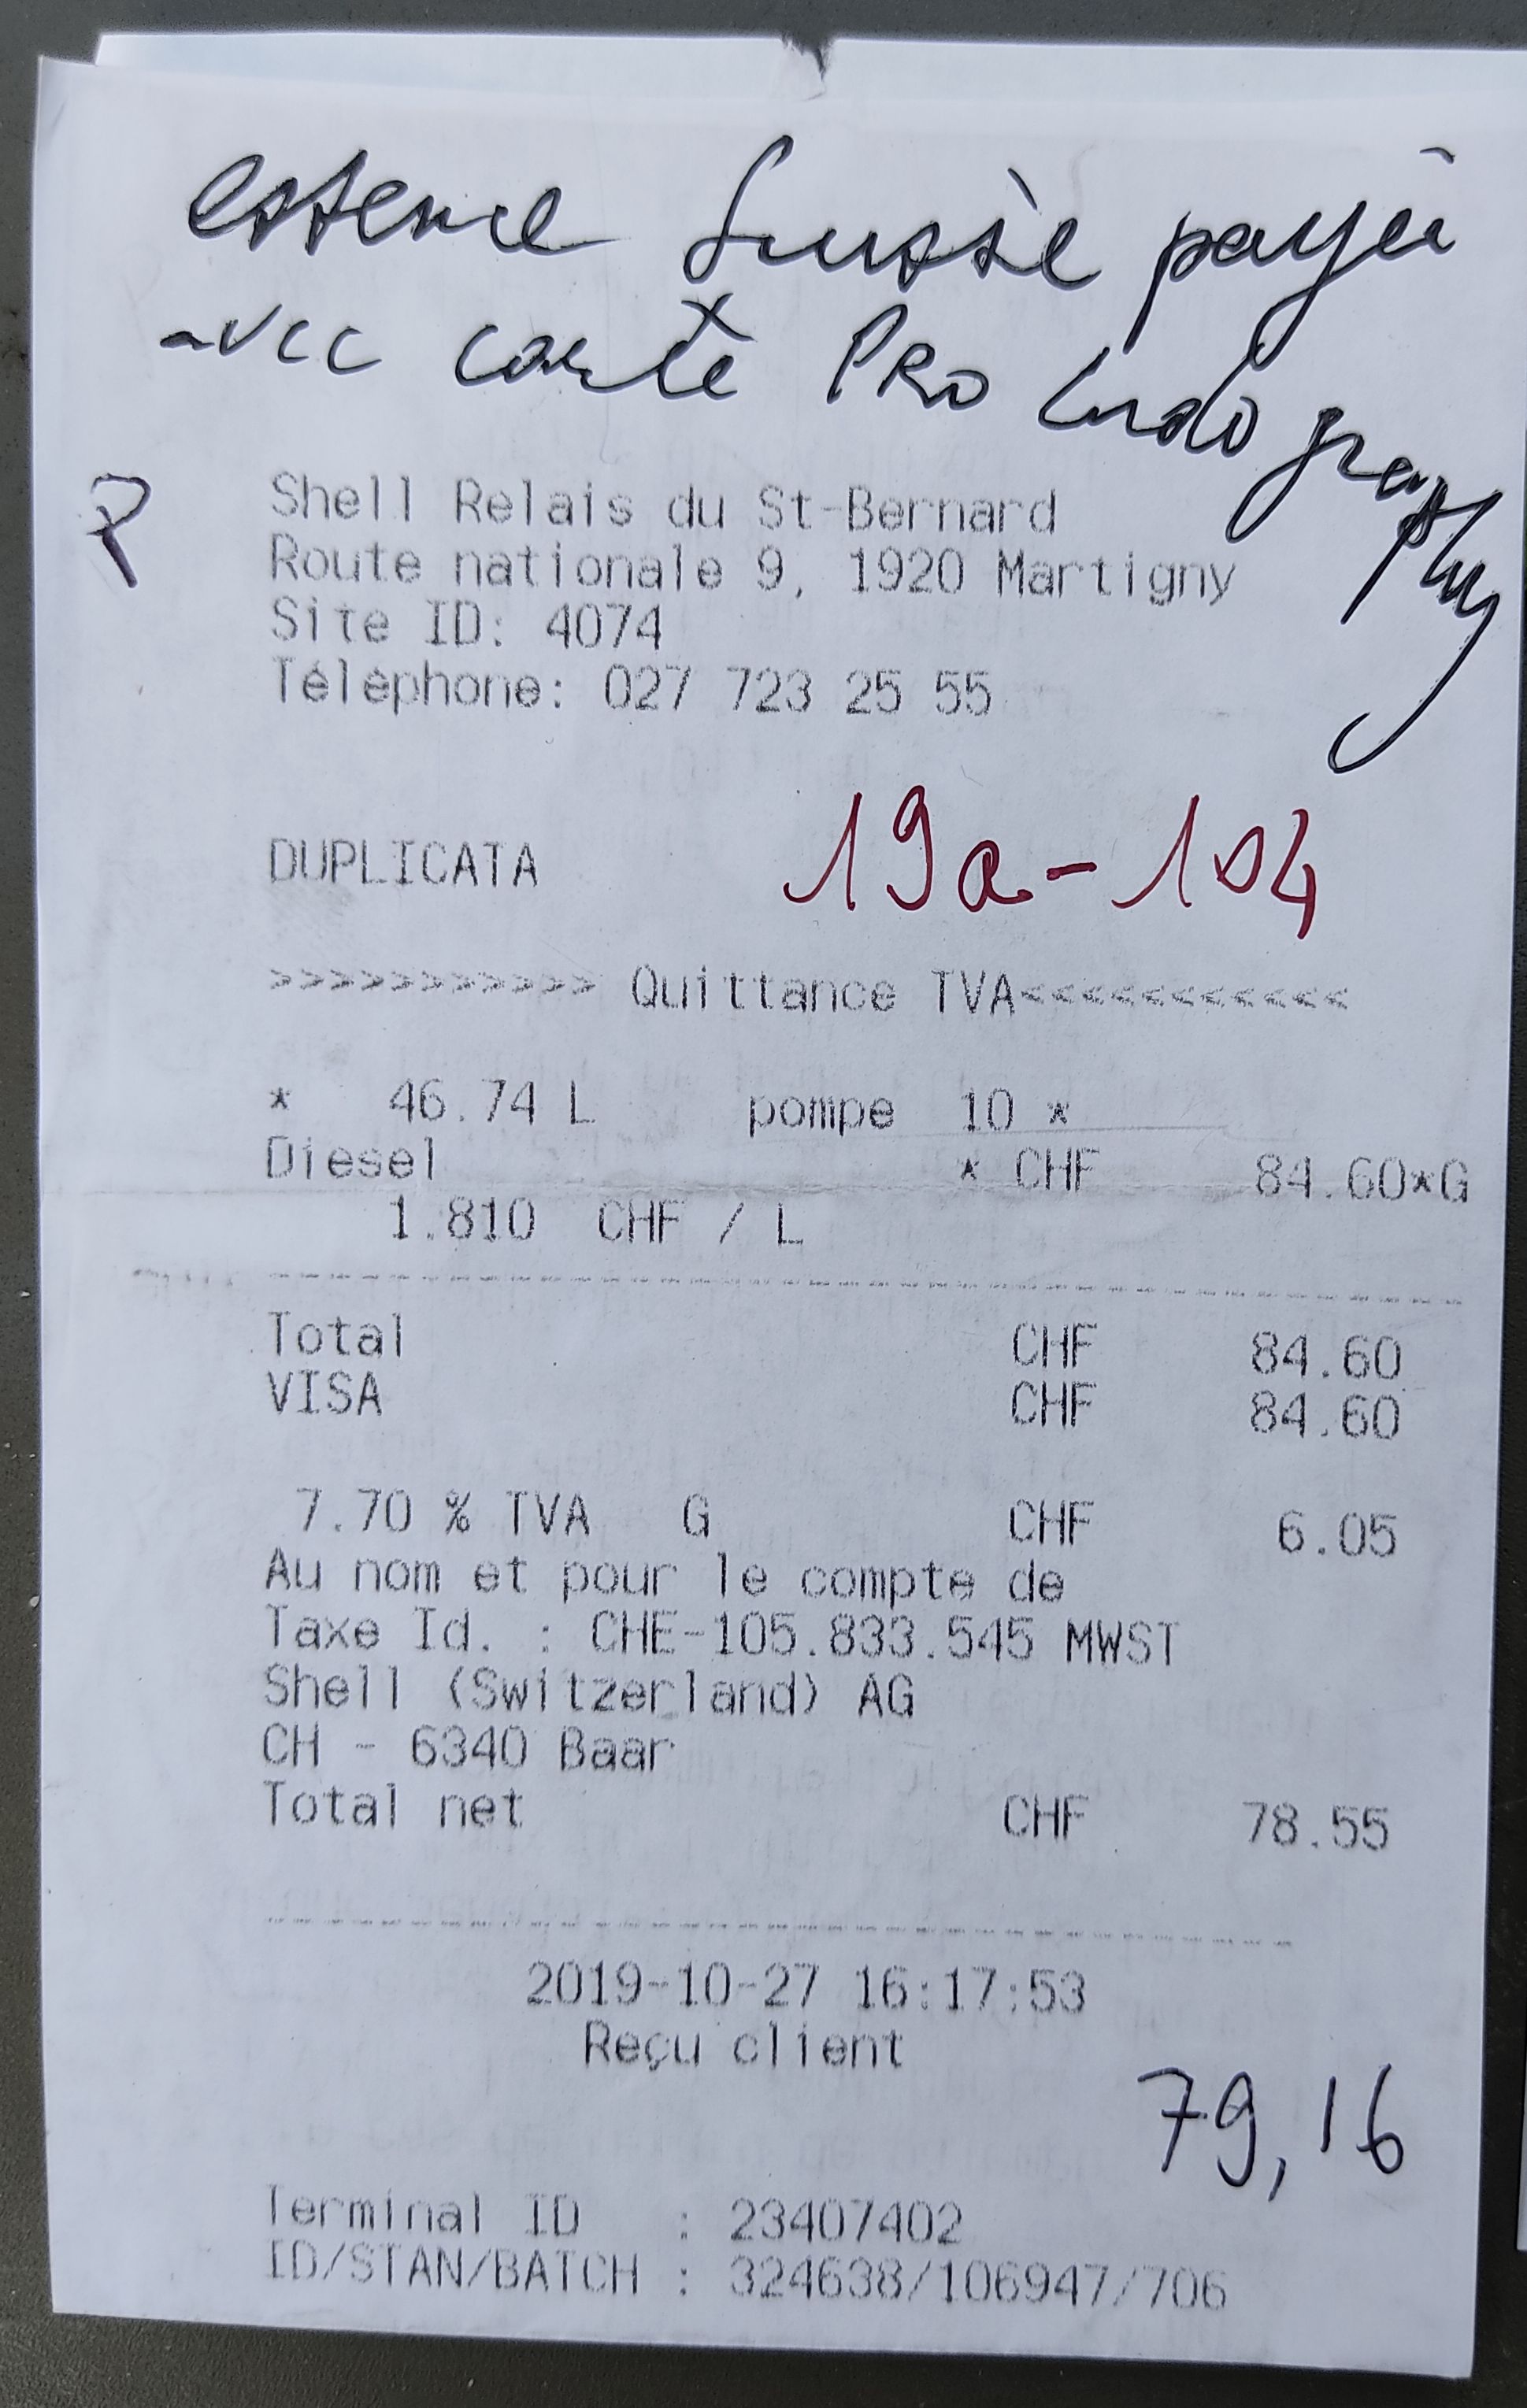 essence Suisse payée
avec carte PRO Ludo graphy
P
Shell Relais du St-Bernard
Route nationale 9, 1920 Martigny
Site ID: 4074
Téléphone: 027 723 25 55
DUPLICATA
19a-104
>>>>>>>>>>> Quittance TVA<<<<<<<<<<<
* 46.74 L pompe 10 *
Diesel * CHF 84.60*G
1.810 CHF / L
Total CHF 84.60
VISA CHF 84.60
7.70 % TVA G CHF 6.05
Au nom et pour le compte de
Taxe Id. : CHE-105.833.545 MWST
Shell (Switzerland) AG
CH - 6340 Baar
Total net CHF 78.55
2019-10-27 16:17:53
Reçu client
79,16
Terminal ID : 23407402
ID/STAN/BATCH : 324638/106947/706